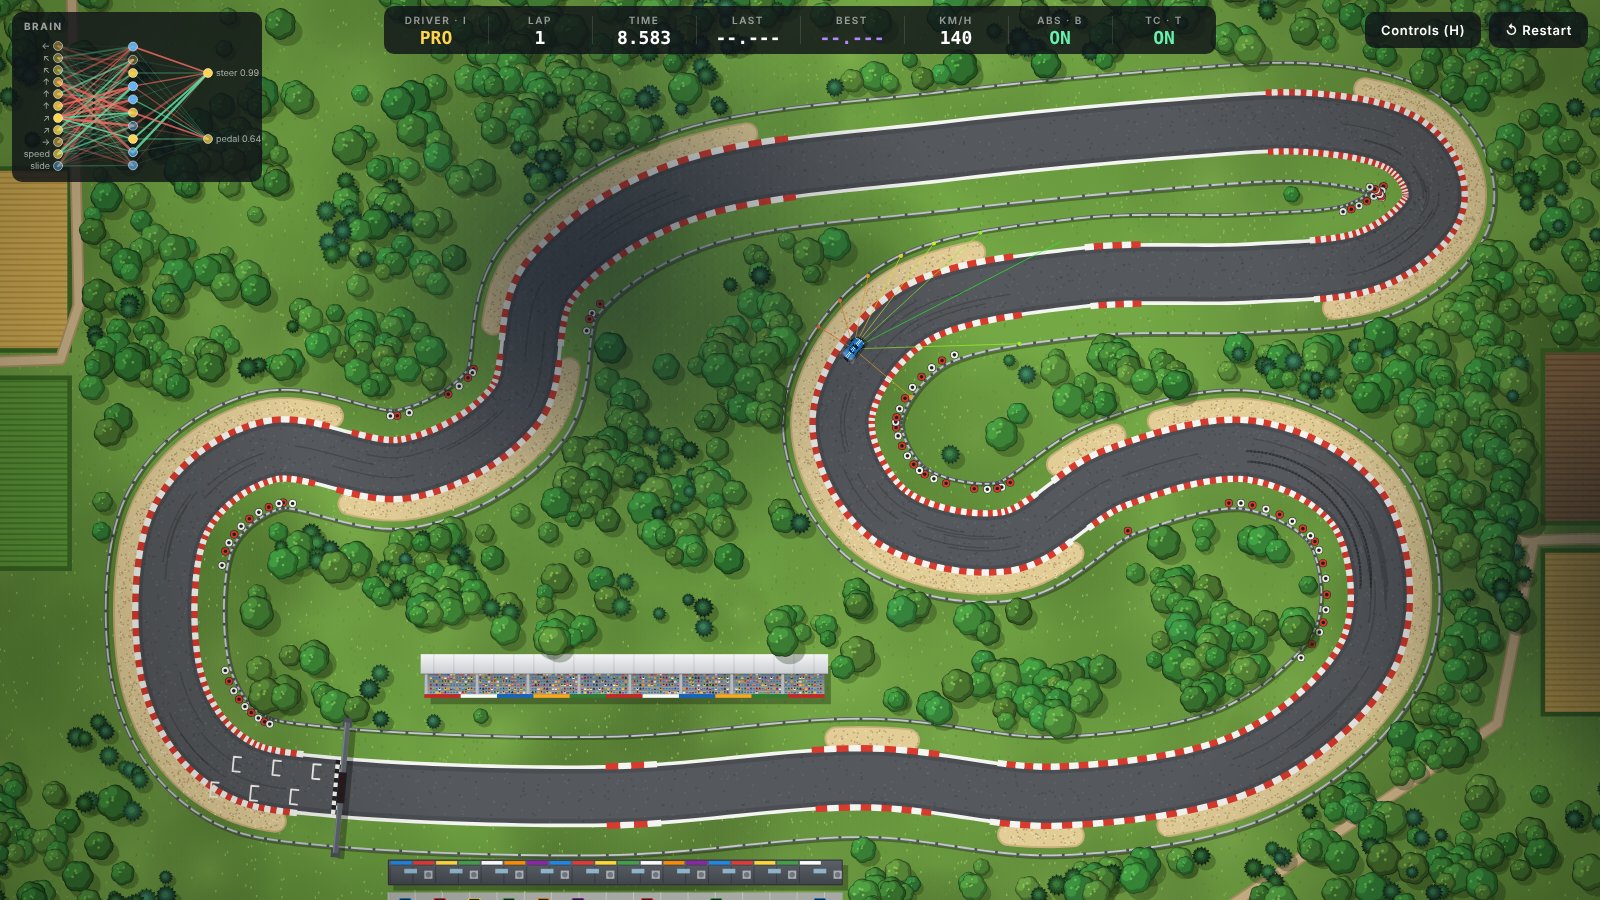 BRAIN
←
↖
↖
↑
↑
↑
↗
↗
→
speed
slide
steer 0.99
pedal 0.64
DRIVER · I
PRO
LAP
1
TIME
8.583
LAST
--.---
BEST
--.---
KM/H
140
ABS · B
ON
TC · T
ON
Controls (H)
↺ Restart